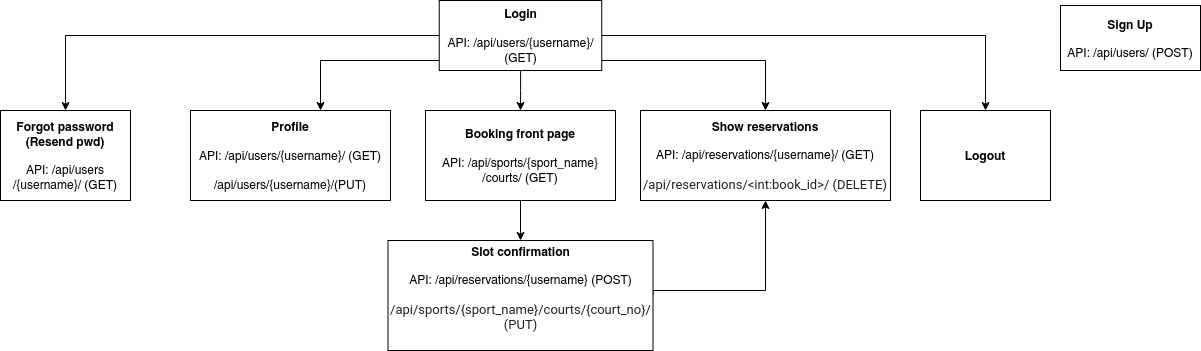 Login
API: /api/users/{username}/
(GET)
Sign Up
API: /api/users/ (POST)
Forgot password
(Resend pwd)
API: /api/users
/{username}/ (GET)
Profile
API: /api/users/{username}/ (GET)
/api/users/{username}/(PUT)
Booking front page
API: /api/sports/{sport_name}
/courts/ (GET)
Show reservations
API: /api/reservations/{username}/ (GET)
/api/reservations/<int:book_id>/ (DELETE)
Logout
Slot confirmation
API: /api/reservations/{username} (POST)
/api/sports/{sport_name}/courts/{court_no}/
(PUT)